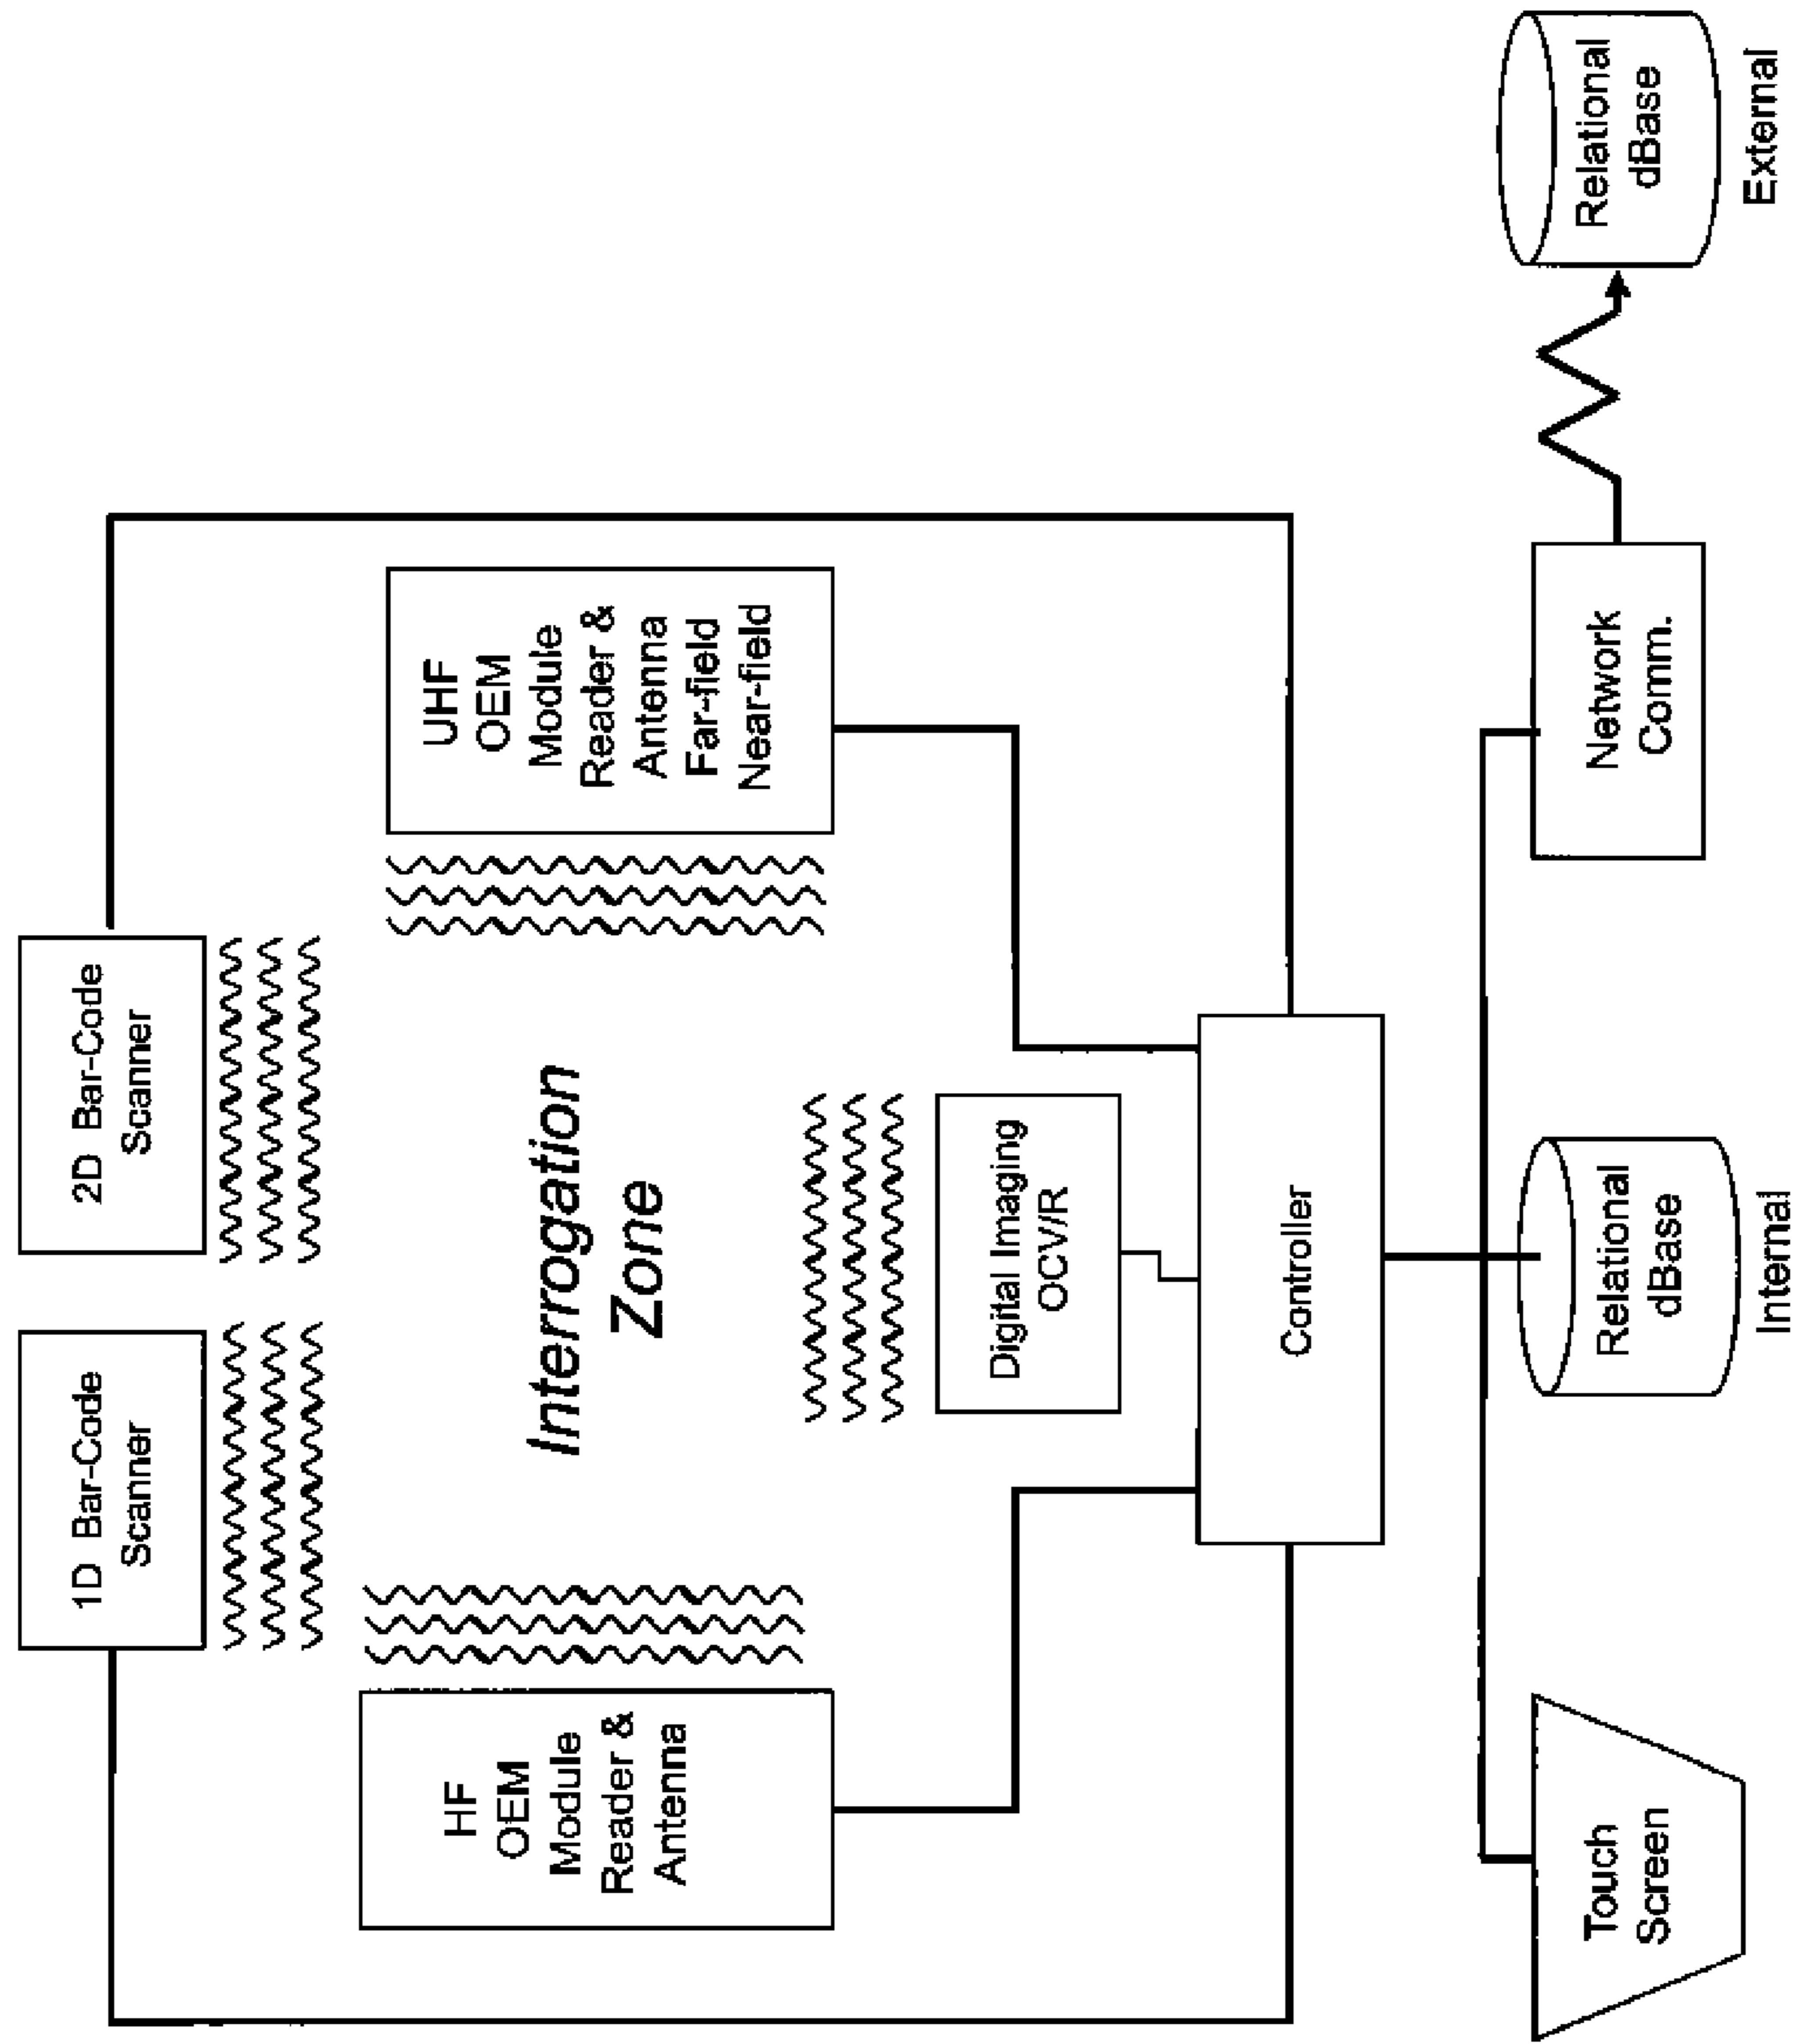 1D Bar-Code
Scanner
2D Bar-Code
Scanner
HF
OEM
Module
Reader &
Antenna
Interrogation
Zone
UHF
OEM
Module
Reader &
Antenna
Far-field
Near-field
Digital Imaging
OCV/R
Controller
Touch
Screen
Relational
dBase
Internal
Network
Comm.
Relational
dBase
External